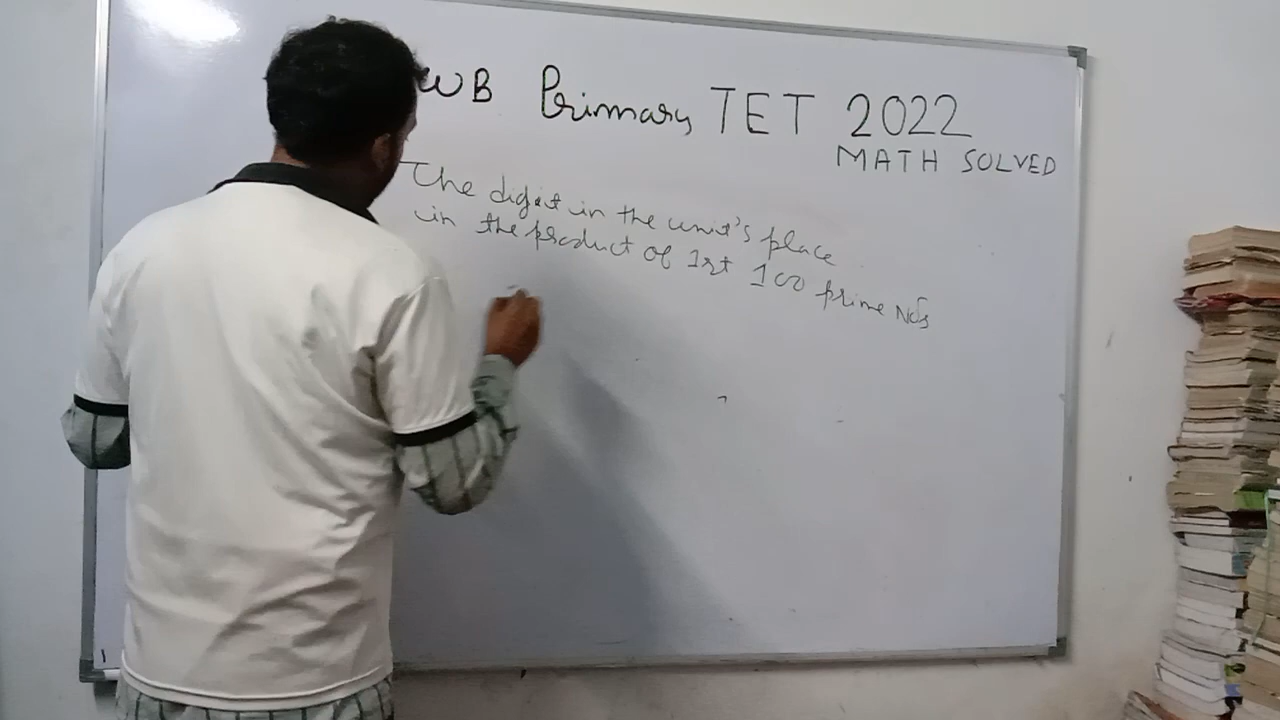 WB Primary TET 2022
MATH SOLVED
The digit in the unit's place
in the product of 1st 100 prime Nos